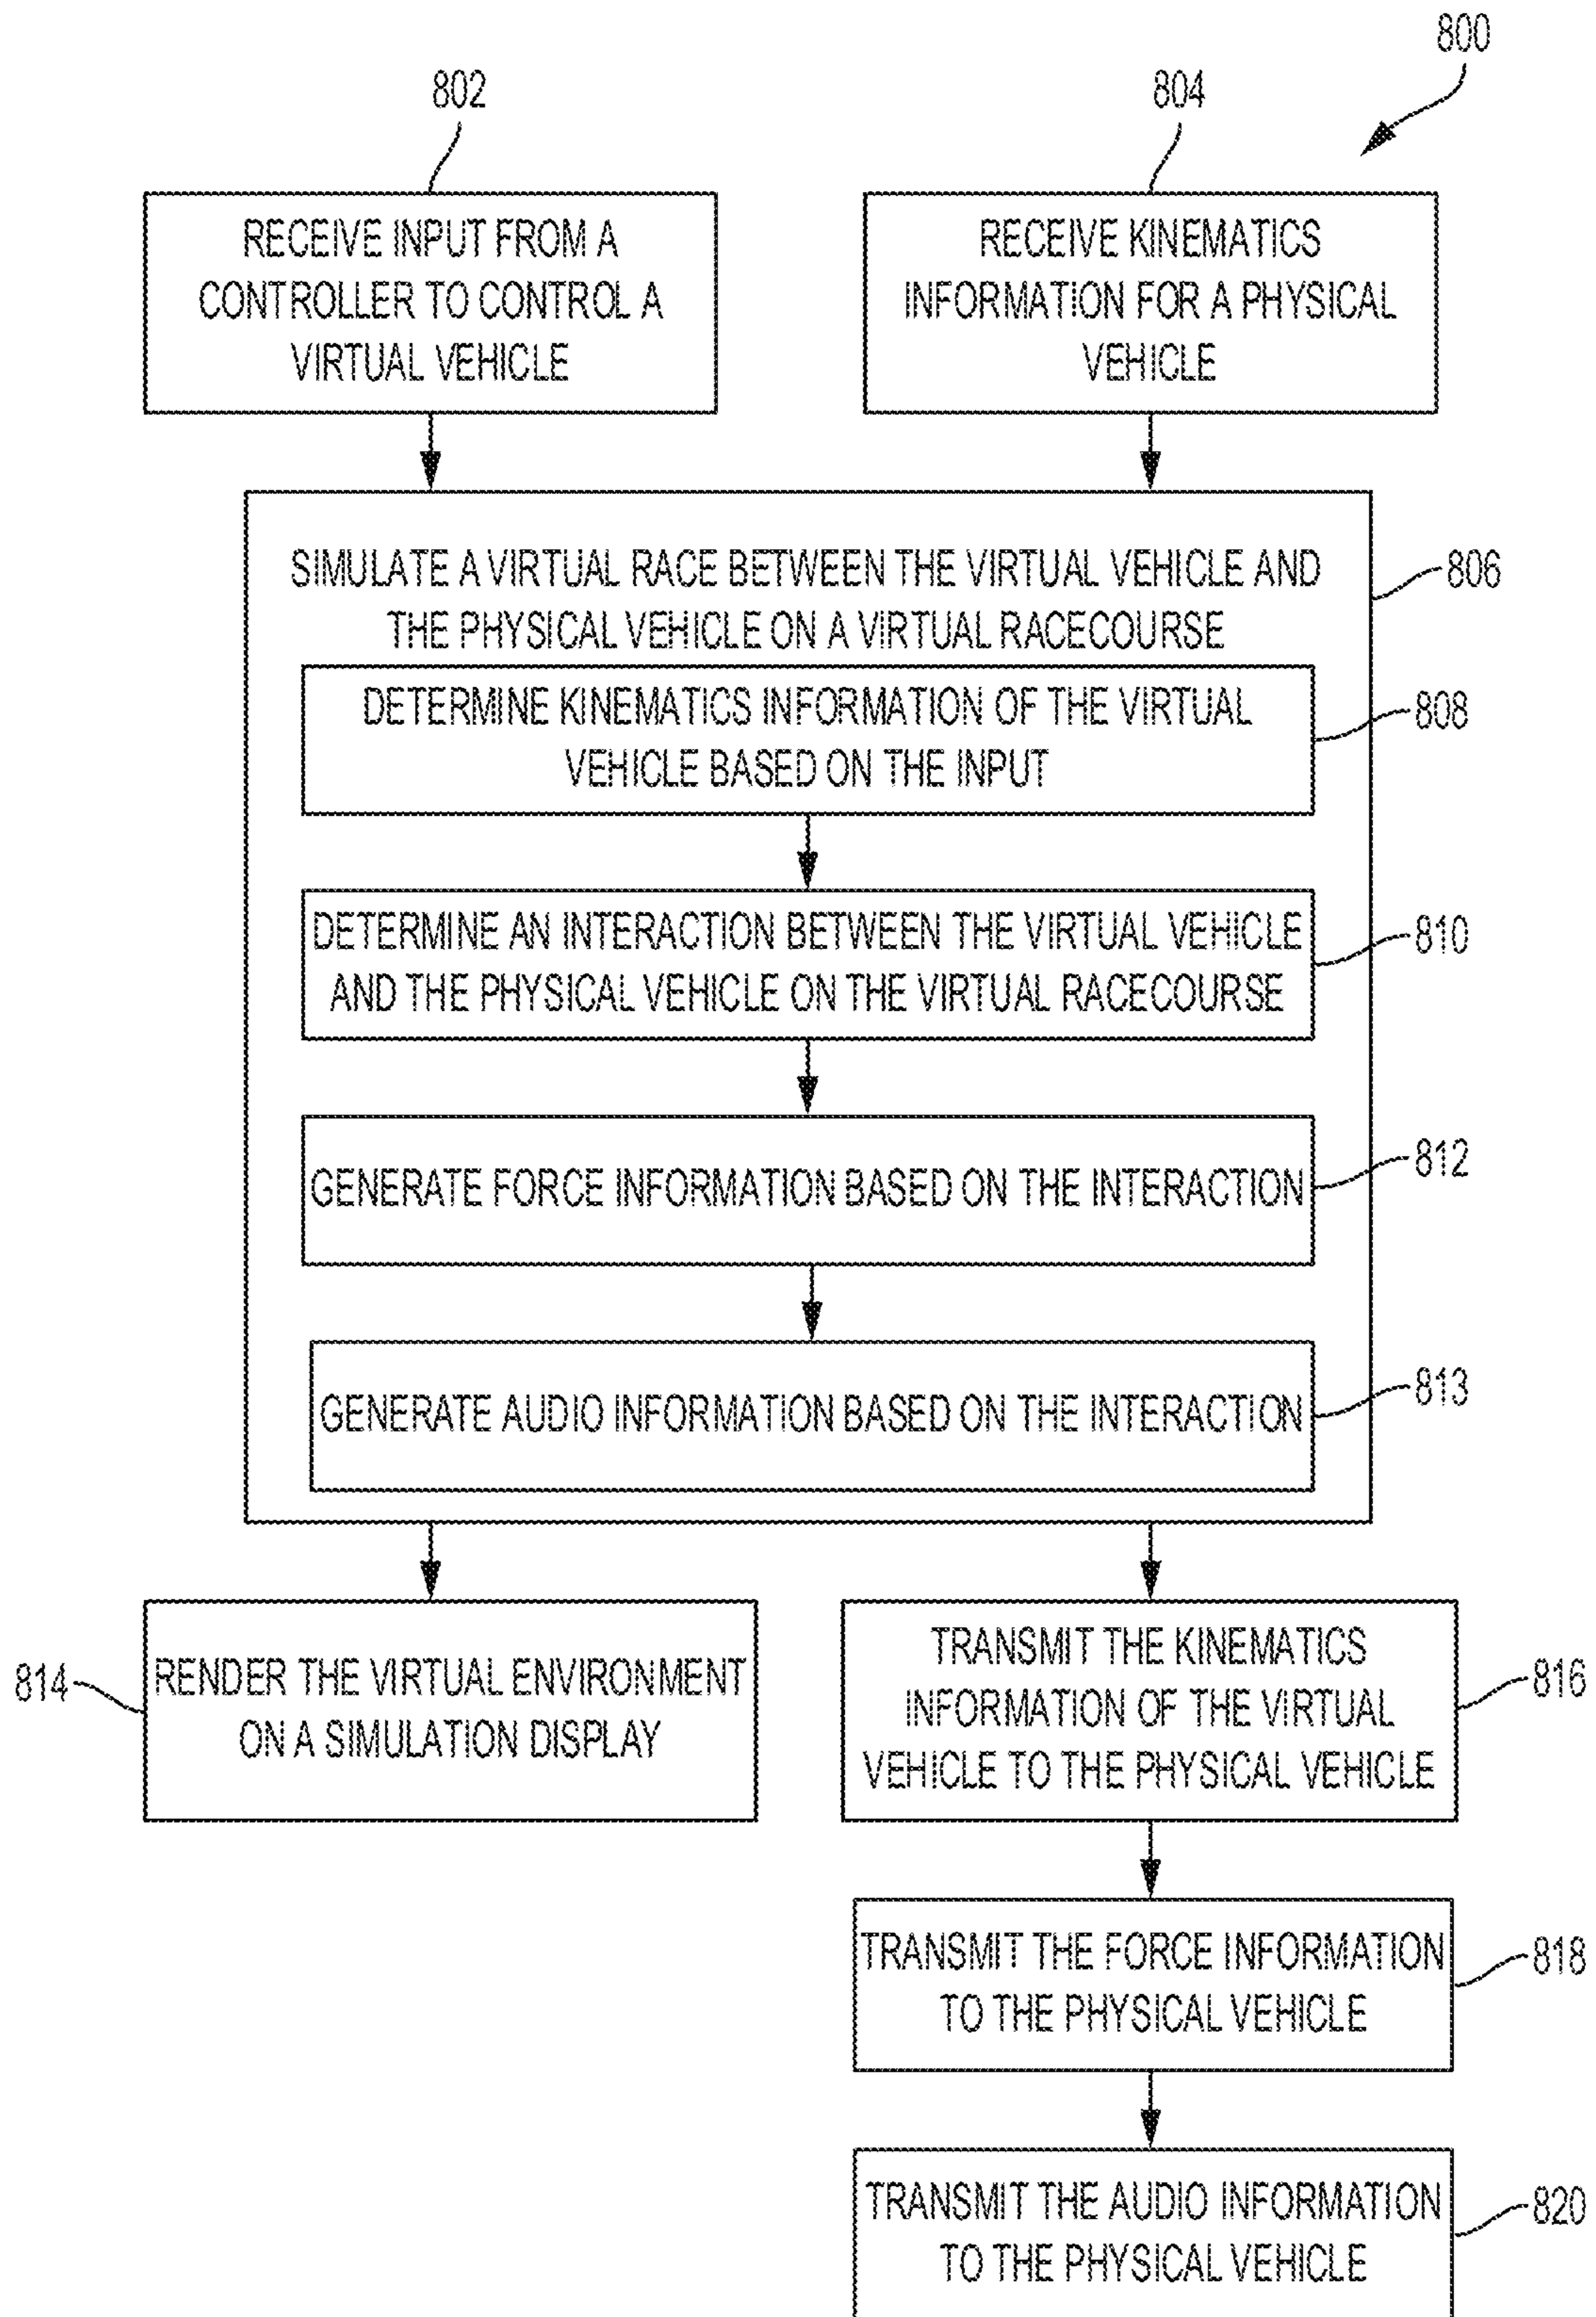 800
802
804
RECEIVE INPUT FROM A
CONTROLLER TO CONTROL A
VIRTUAL VEHICLE
RECEIVE KINEMATICS
INFORMATION FOR A PHYSICAL
VEHICLE
SIMULATE A VIRTUAL RACE BETWEEN THE VIRTUAL VEHICLE AND
THE PHYSICAL VEHICLE ON A VIRTUAL RACECOURSE
806
DETERMINE KINEMATICS INFORMATION OF THE VIRTUAL
VEHICLE BASED ON THE INPUT
808
DETERMINE AN INTERACTION BETWEEN THE VIRTUAL VEHICLE
AND THE PHYSICAL VEHICLE ON THE VIRTUAL RACECOURSE
810
GENERATE FORCE INFORMATION BASED ON THE INTERACTION
812
GENERATE AUDIO INFORMATION BASED ON THE INTERACTION
813
814
RENDER THE VIRTUAL ENVIRONMENT
ON A SIMULATION DISPLAY
TRANSMIT THE KINEMATICS
INFORMATION OF THE VIRTUAL
VEHICLE TO THE PHYSICAL VEHICLE
816
TRANSMIT THE FORCE INFORMATION
TO THE PHYSICAL VEHICLE
818
TRANSMIT THE AUDIO INFORMATION
TO THE PHYSICAL VEHICLE
820